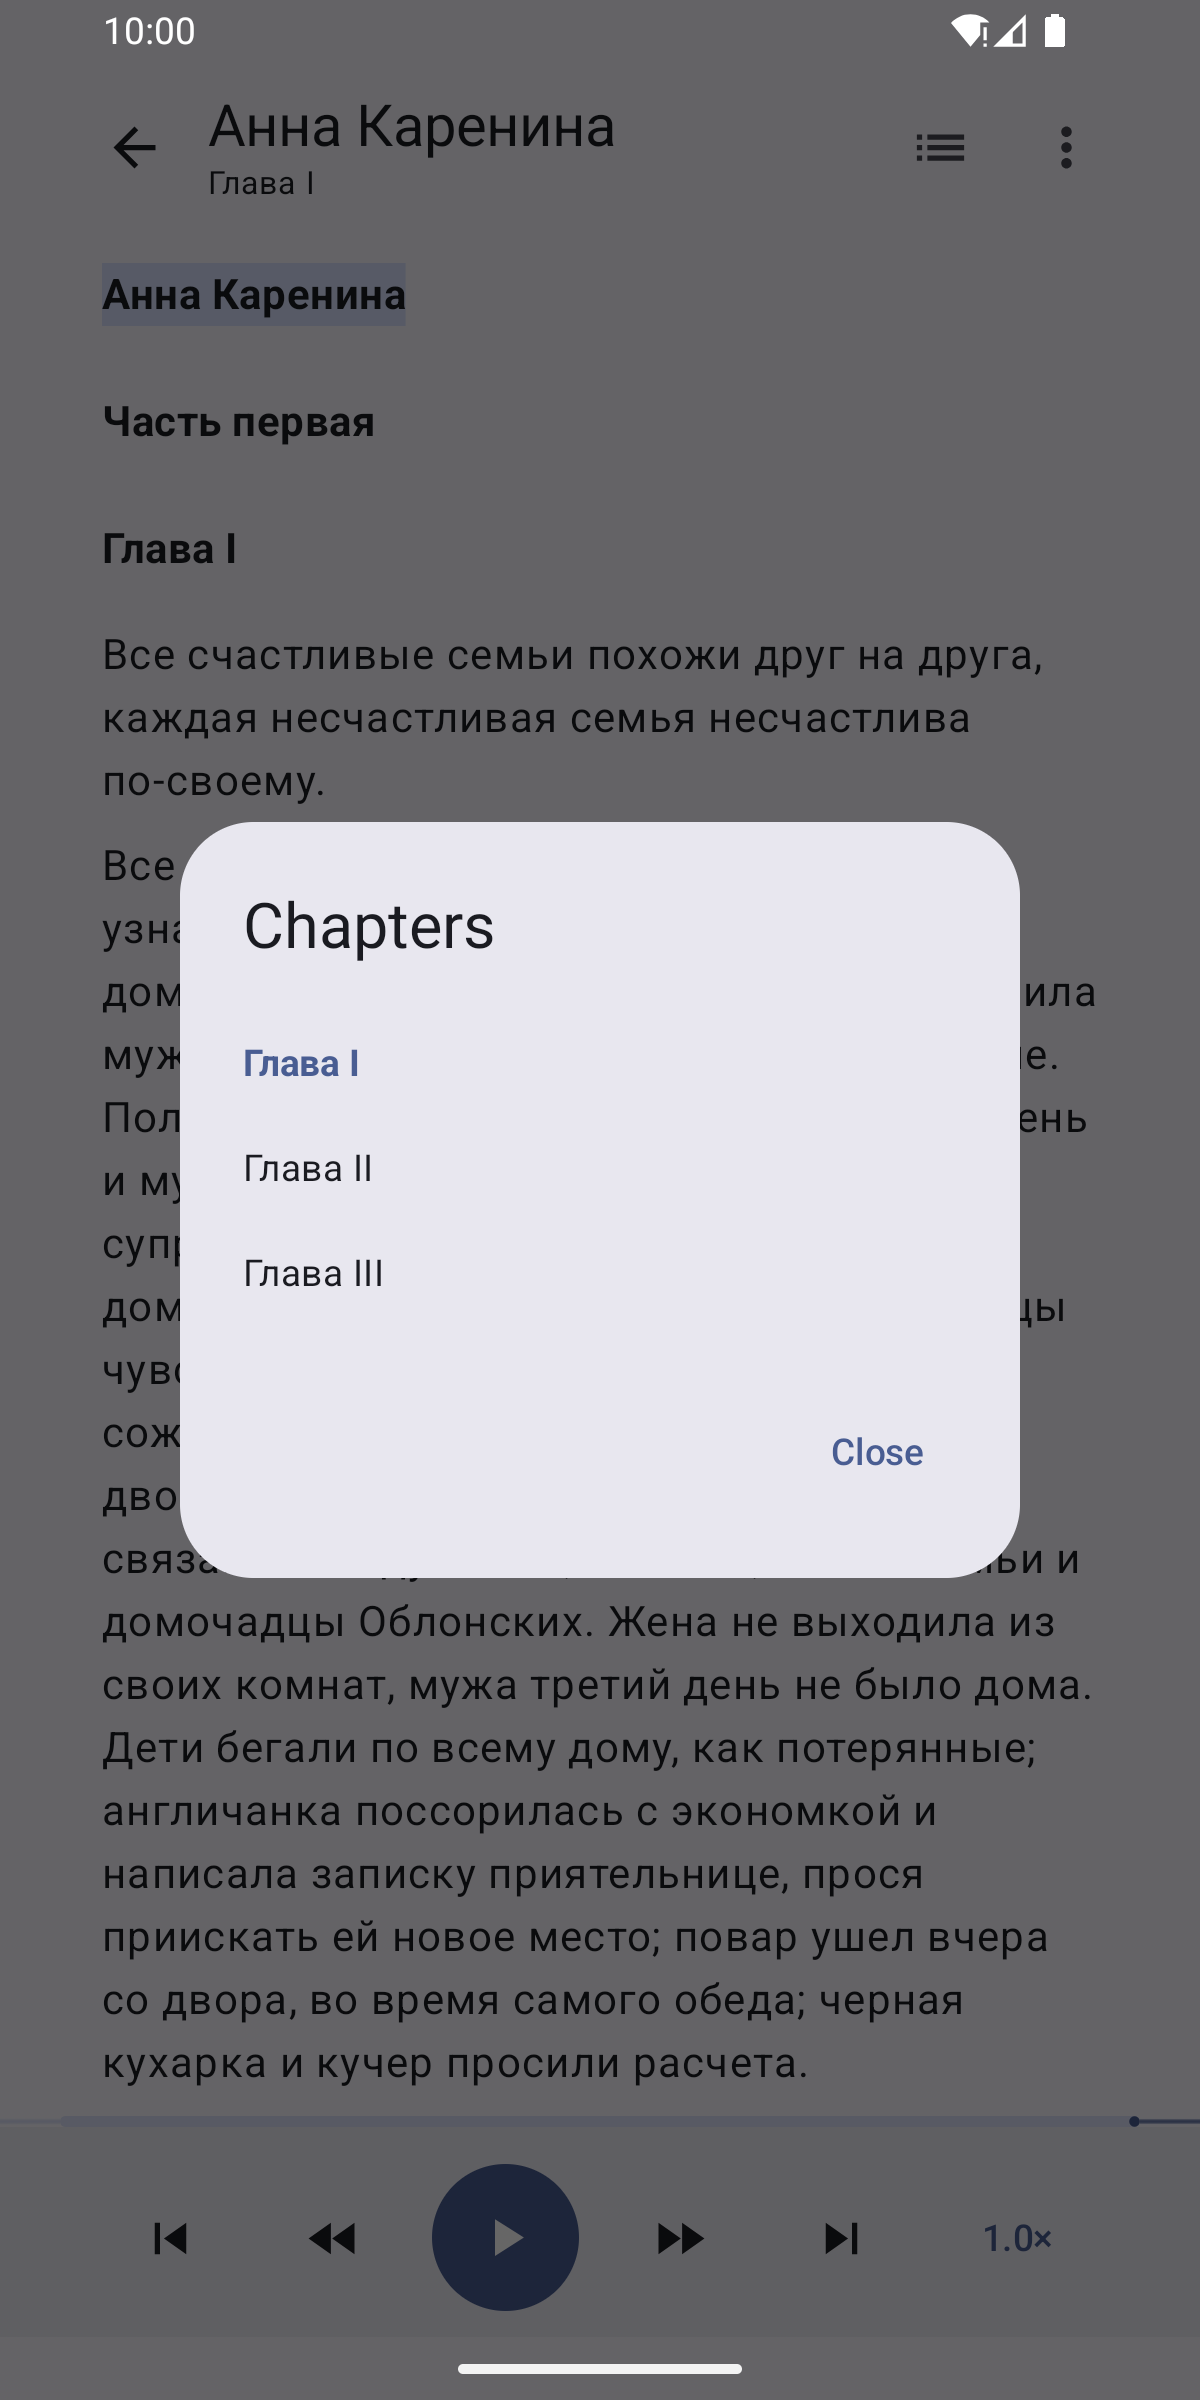 10:00
Анна Каренина
Глава I
Анна Каренина
Часть первая
Глава I
Все счастливые семьи похожи друг на друга,
каждая несчастливая семья несчастлива
по-своему.
Все
Chapters
Глава I
Глава II
Глава III
Close
и
домочадцы Облонских. Жена не выходила из
своих комнат, мужа третий день не было дома.
Дети бегали по всему дому, как потерянные;
англичанка поссорилась с экономкой и
написала записку приятельнице, прося
приискать ей новое место; повар ушел вчера
со двора, во время самого обеда; черная
кухарка и кучер просили расчета.
1.0×